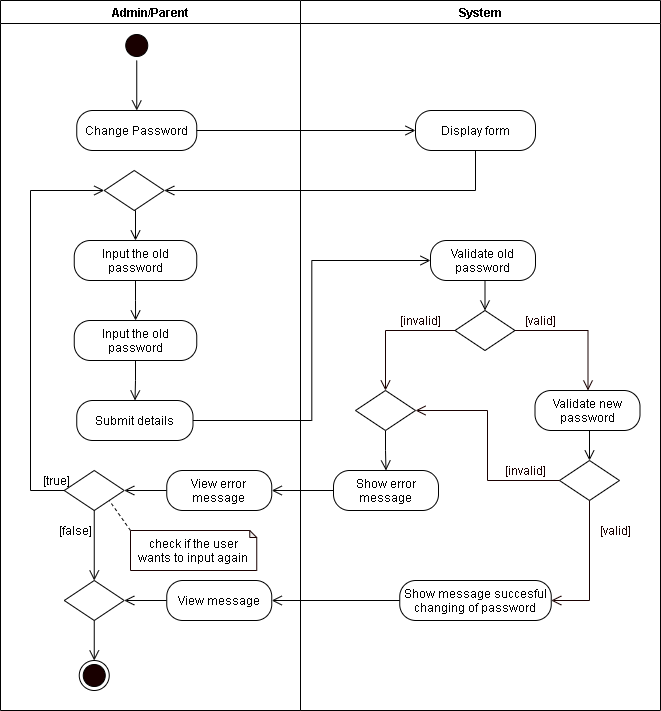 Admin/Parent
System
Change Password
Display form
Input the old
password
Validate old
password
[invalid]
[valid]
Input the old
password
Submit details
Validate new
password
[invalid]
[true]
View error
message
Show error
message
[false]
check if the user
wants to input again
[valid]
View message
Show message succesful
changing of password